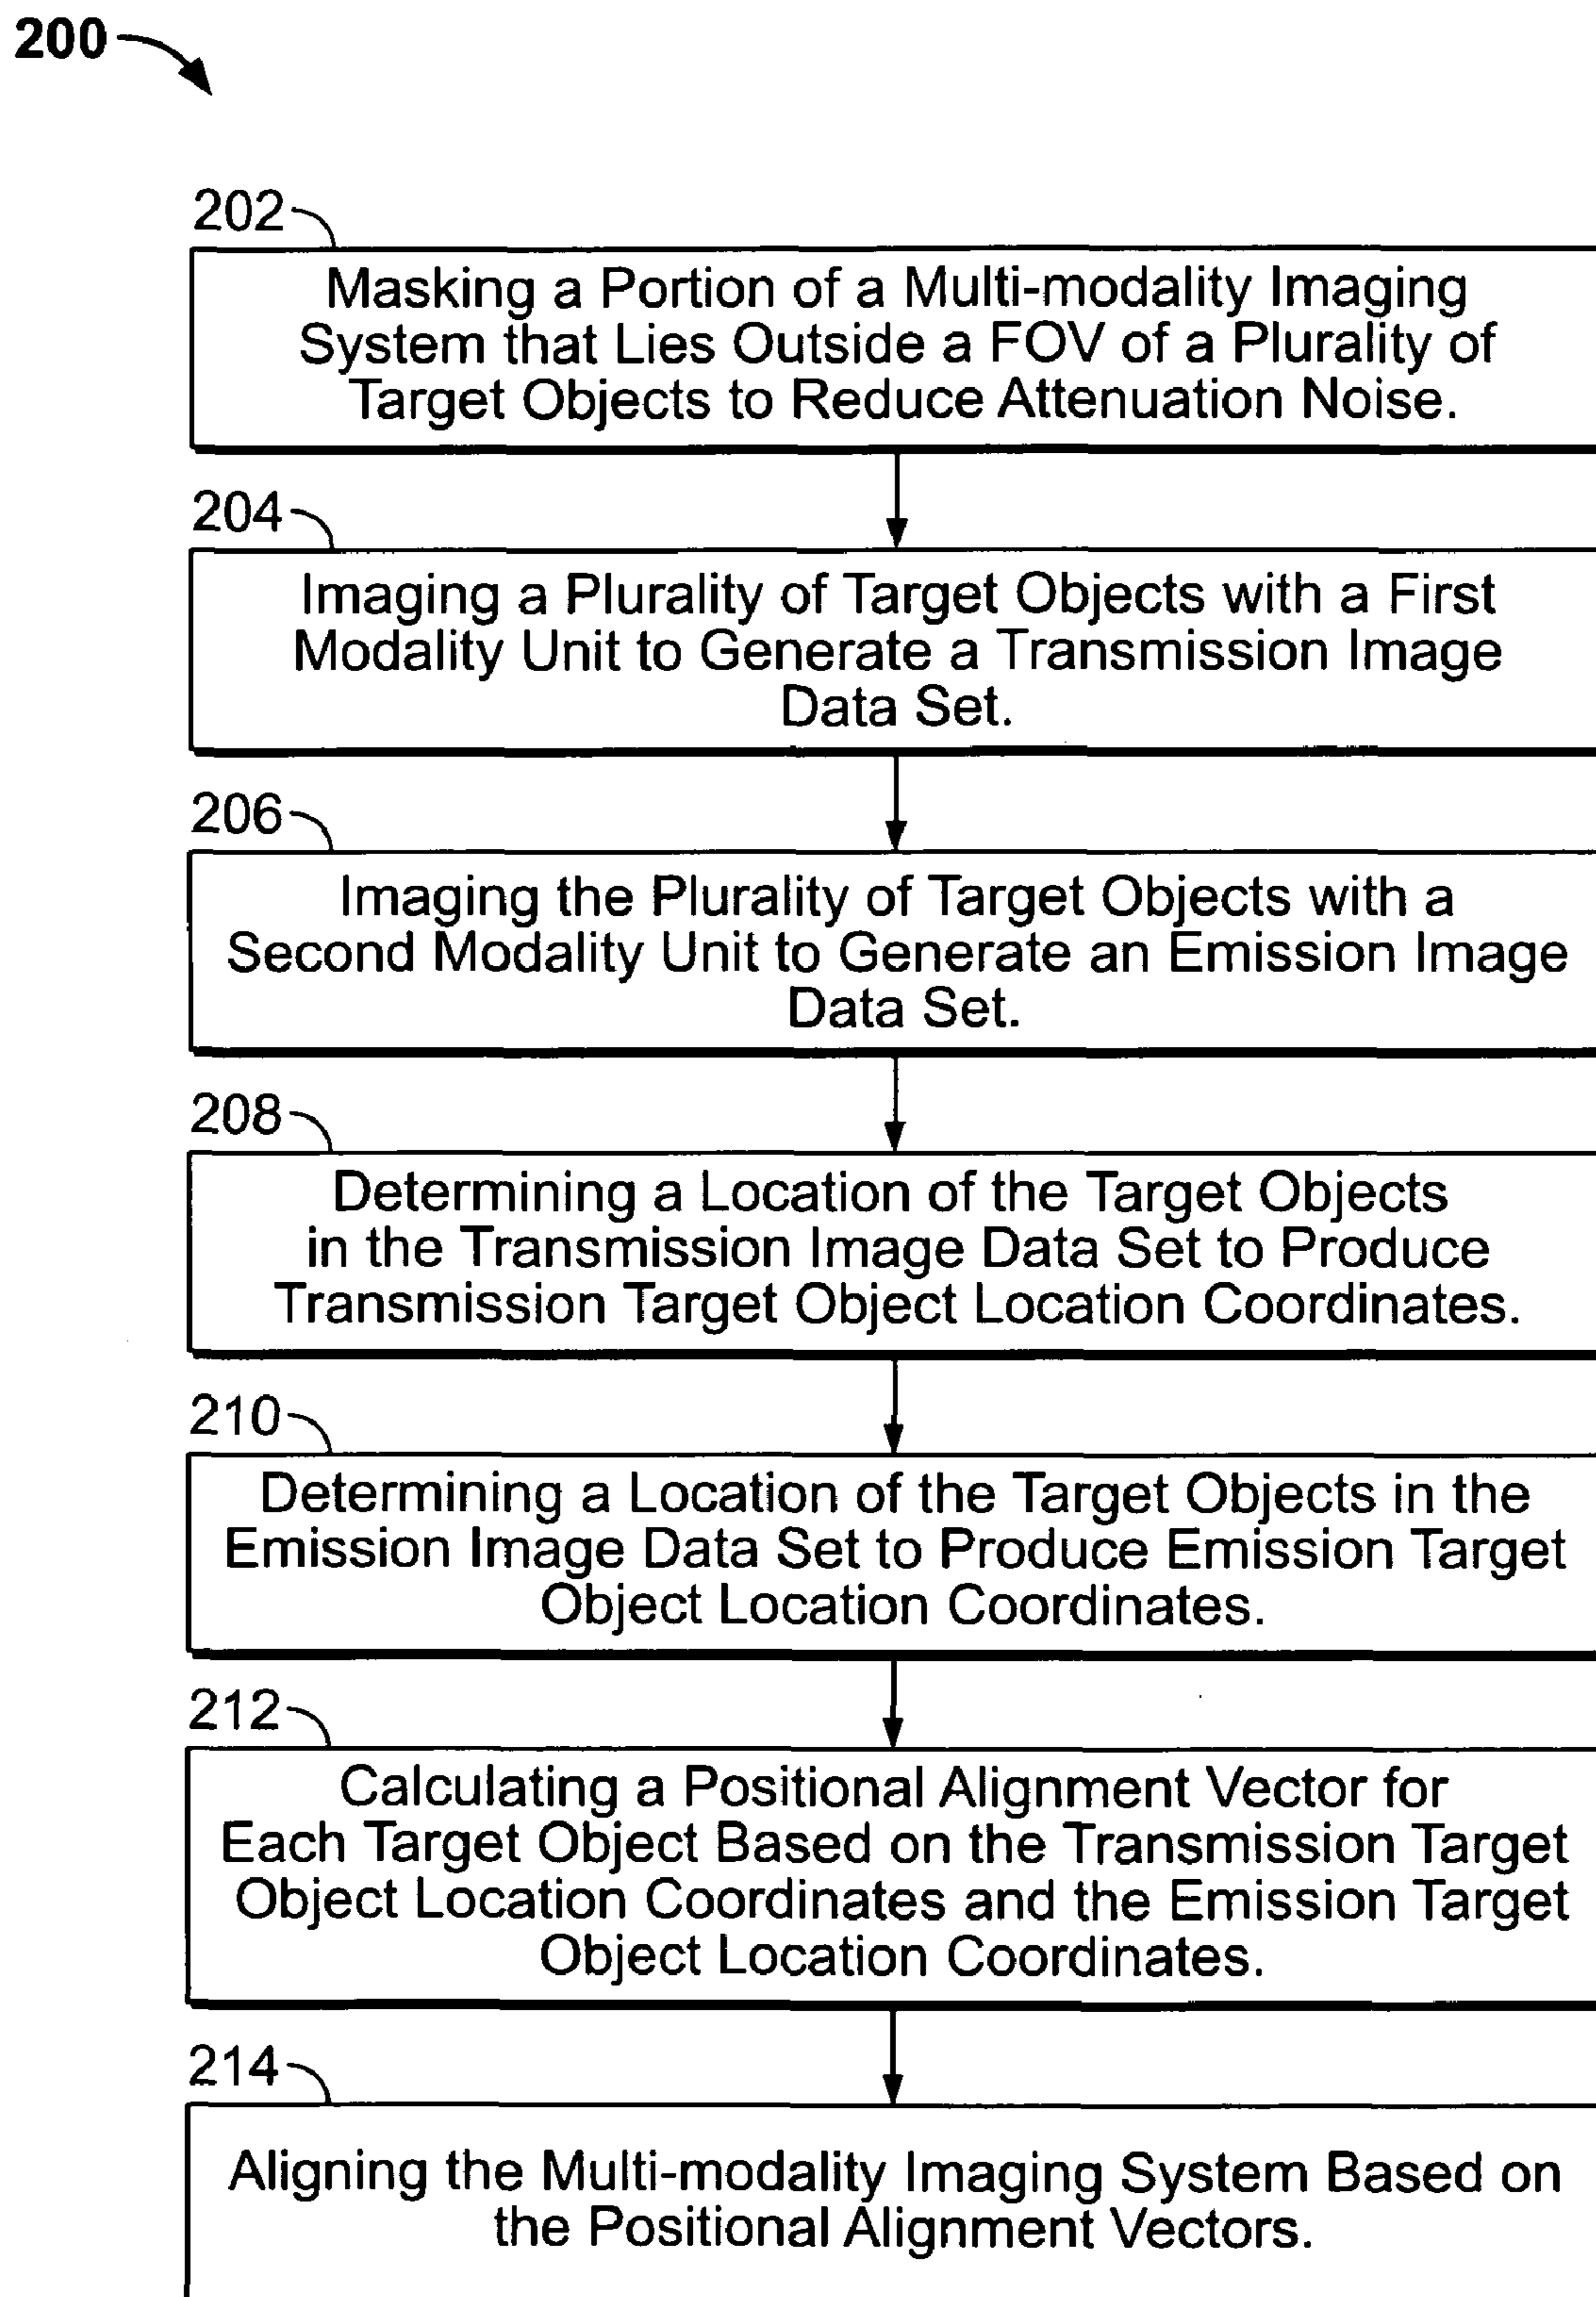 200
202
Masking a Portion of a Multi-modality Imaging
System that Lies Outside a FOV of a Plurality of
Target Objects to Reduce Attenuation Noise.
204
Imaging a Plurality of Target Objects with a First
Modality Unit to Generate a Transmission Image
Data Set.
206
Imaging the Plurality of Target Objects with a
Second Modality Unit to Generate an Emission Image
Data Set.
208
Determining a Location of the Target Objects
in the Transmission Image Data Set to Produce
Transmission Target Object Location Coordinates.
210
Determining a Location of the Target Objects in the
Emission Image Data Set to Produce Emission Target
Object Location Coordinates.
212
Calculating a Positional Alignment Vector for
Each Target Object Based on the Transmission Target
Object Location Coordinates and the Emission Target
Object Location Coordinates.
214
Aligning the Multi-modality Imaging System Based on
the Positional Alignment Vectors.